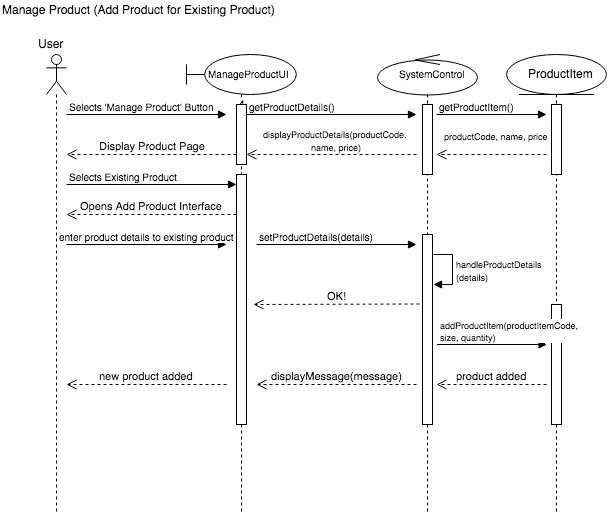 Manage Product (Add Product for Existing Product)
User
ManageProductUI
SystemControl
ProductItem
Selects 'Manage Product' Button
getProductDetails()
getProductItem()
displayProductDetails(productCode.
name, price)
productCode, name, price
Display Product Page
Selects Existing Product
Opens Add Product Interface
enter product details to existing product
setProductDetails(details)
handleProductDetails
(details)
OK!
addProductItem(productItemCode,
size, quantity)
new product added
displayMessage(message)
product added